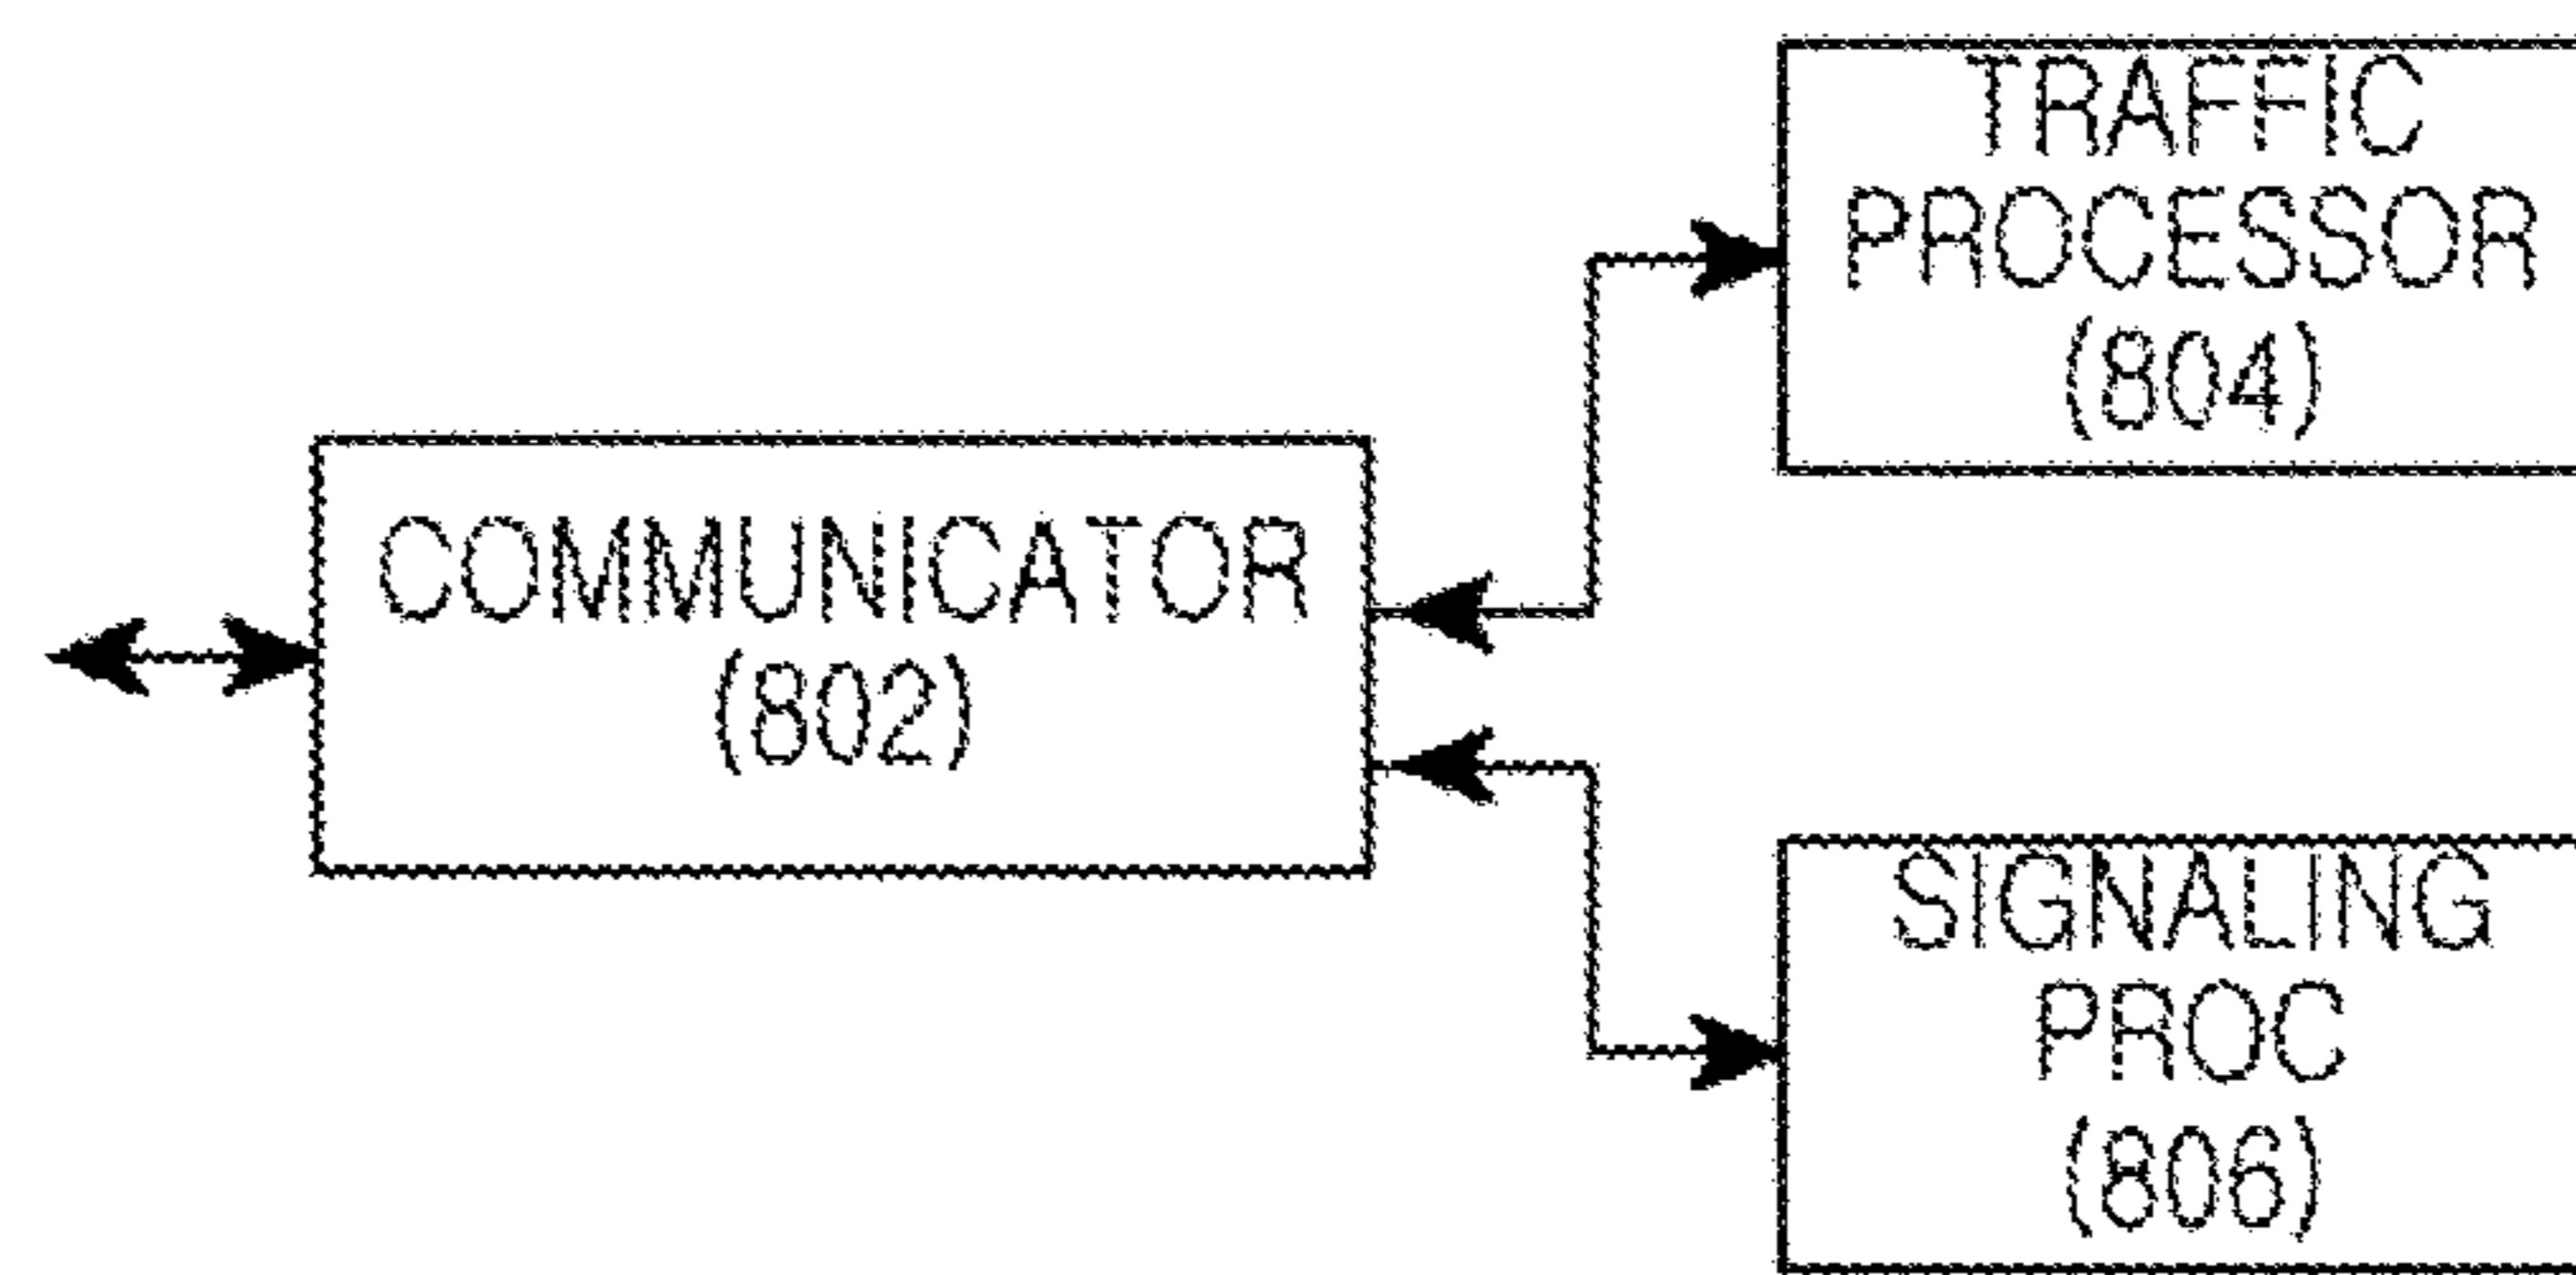 TRAFFIC
PROCESSOR
(804)
COMMUNICATOR
(802)
SIGNALING
PROC
(806)